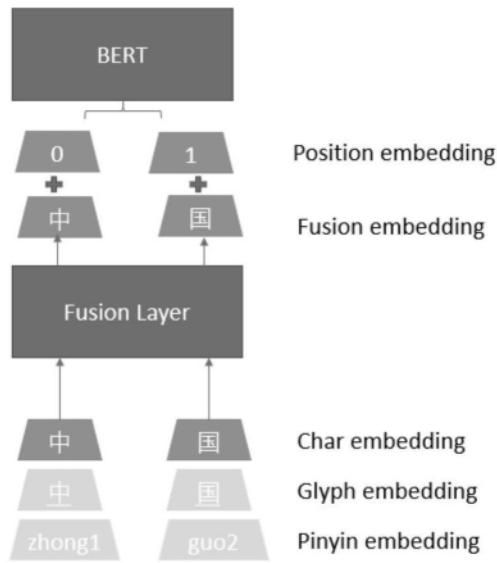 BERT
0 1 Position embedding
中 国 Fusion embedding
Fusion Layer
中 国 Char embedding
中 国 Glyph embedding
zhong1 guo2 Pinyin embedding